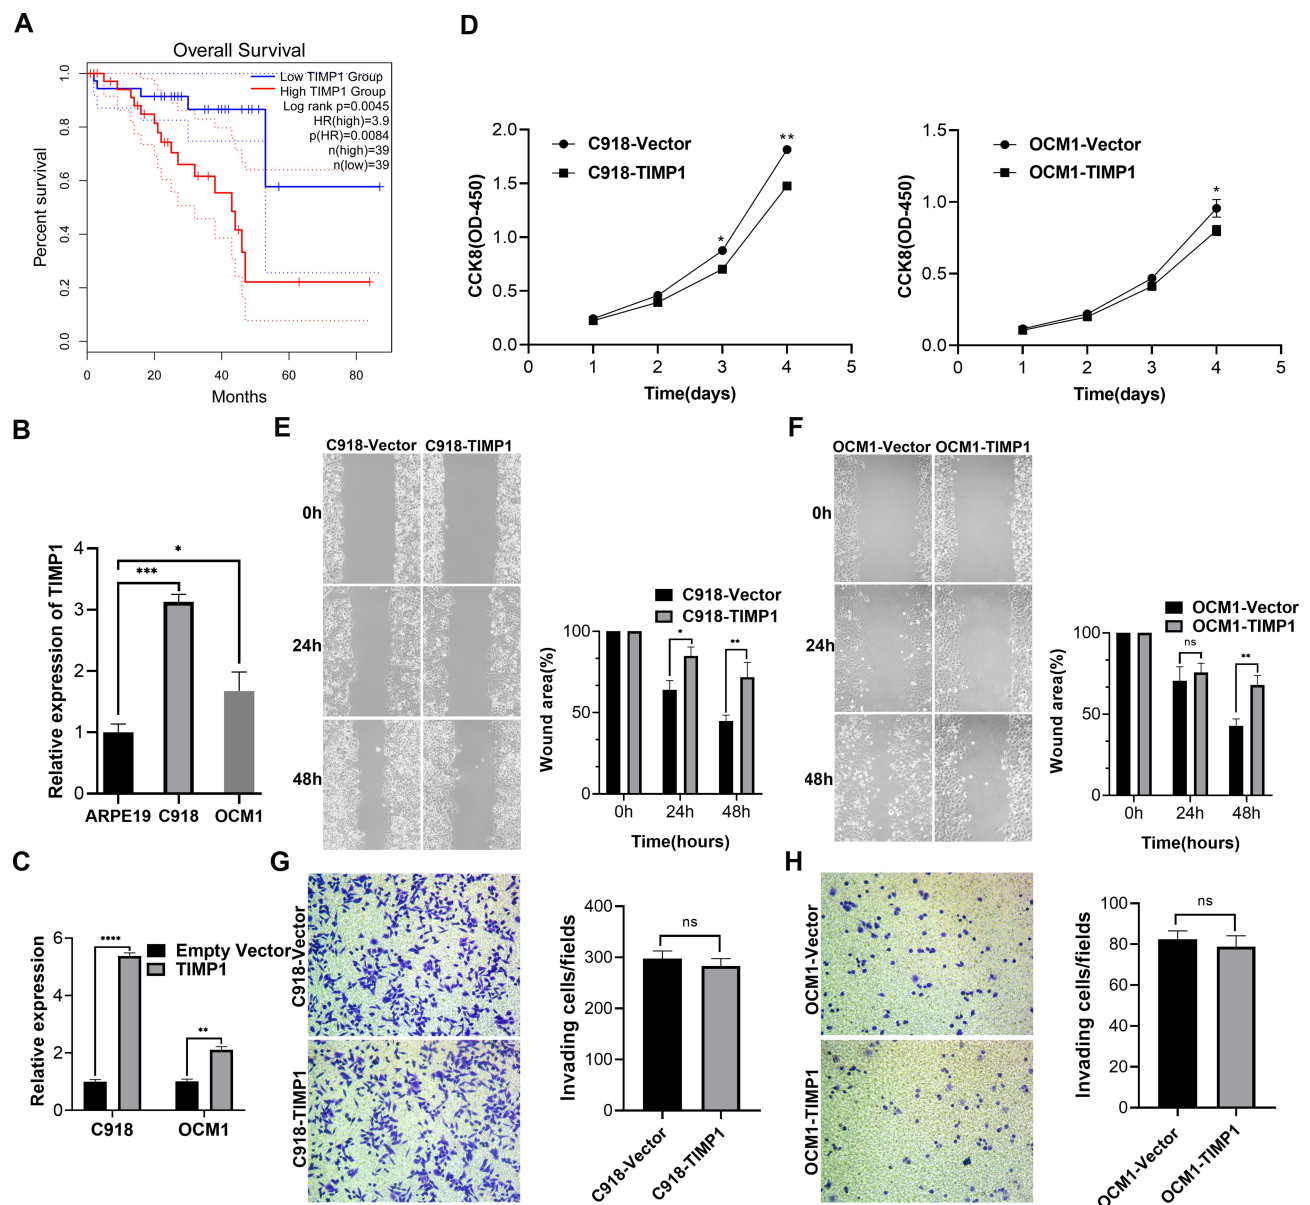 A
Overall Survival
Low TIMP1 Group
High TIMP1 Group
Log rank p=0.0045
HR(high)=3.9
p(HR)=0.0084
n(high)=39
n(low)=39
Percent survival
1.0
0.8
0.6
0.4
0.2
0.0
0 20 40 60 80
Months
D
C918-Vector
C918-TIMP1
CCK8(OD-450)
2.0
1.5
1.0
0.5
0.0
* **
0 1 2 3 4 5
Time(days)
OCM1-Vector
OCM1-TIMP1
CCK8(OD-450)
1.5
1.0
0.5
0.0
*
0 1 2 3 4 5
Time(days)
B
Relative expression of TIMP1
4
3
2
1
0
*
***
ARPE19 C918 OCM1
E
C918-Vector C918-TIMP1
0h
24h
48h
C918-Vector
C918-TIMP1
Wound area(%)
100
50
0
* **
0h 24h 48h
Time(hours)
F
OCM1-Vector OCM1-TIMP1
0h
24h
48h
OCM1-Vector
OCM1-TIMP1
Wound area(%)
100
50
0
ns **
0h 24h 48h
Time(hours)
C
Relative expression
6
4
2
0
**** **
Empty Vector
TIMP1
C918 OCM1
G
C918-Vector
C918-TIMP1
Invading cells/fields
400
300
200
100
0
ns
C918-Vector
C918-TIMP1
H
OCM1-Vector
OCM1-TIMP1
Invading cells/fields
100
80
60
40
20
0
ns
OCM1-Vector
OCM1-TIMP1